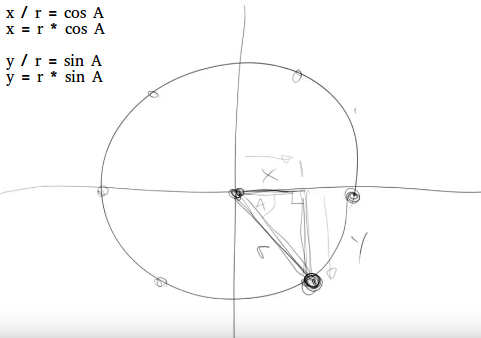 x / r = cos A
x = r * cos A
y / r = sin A
y = r * sin A
X
A
r
Y